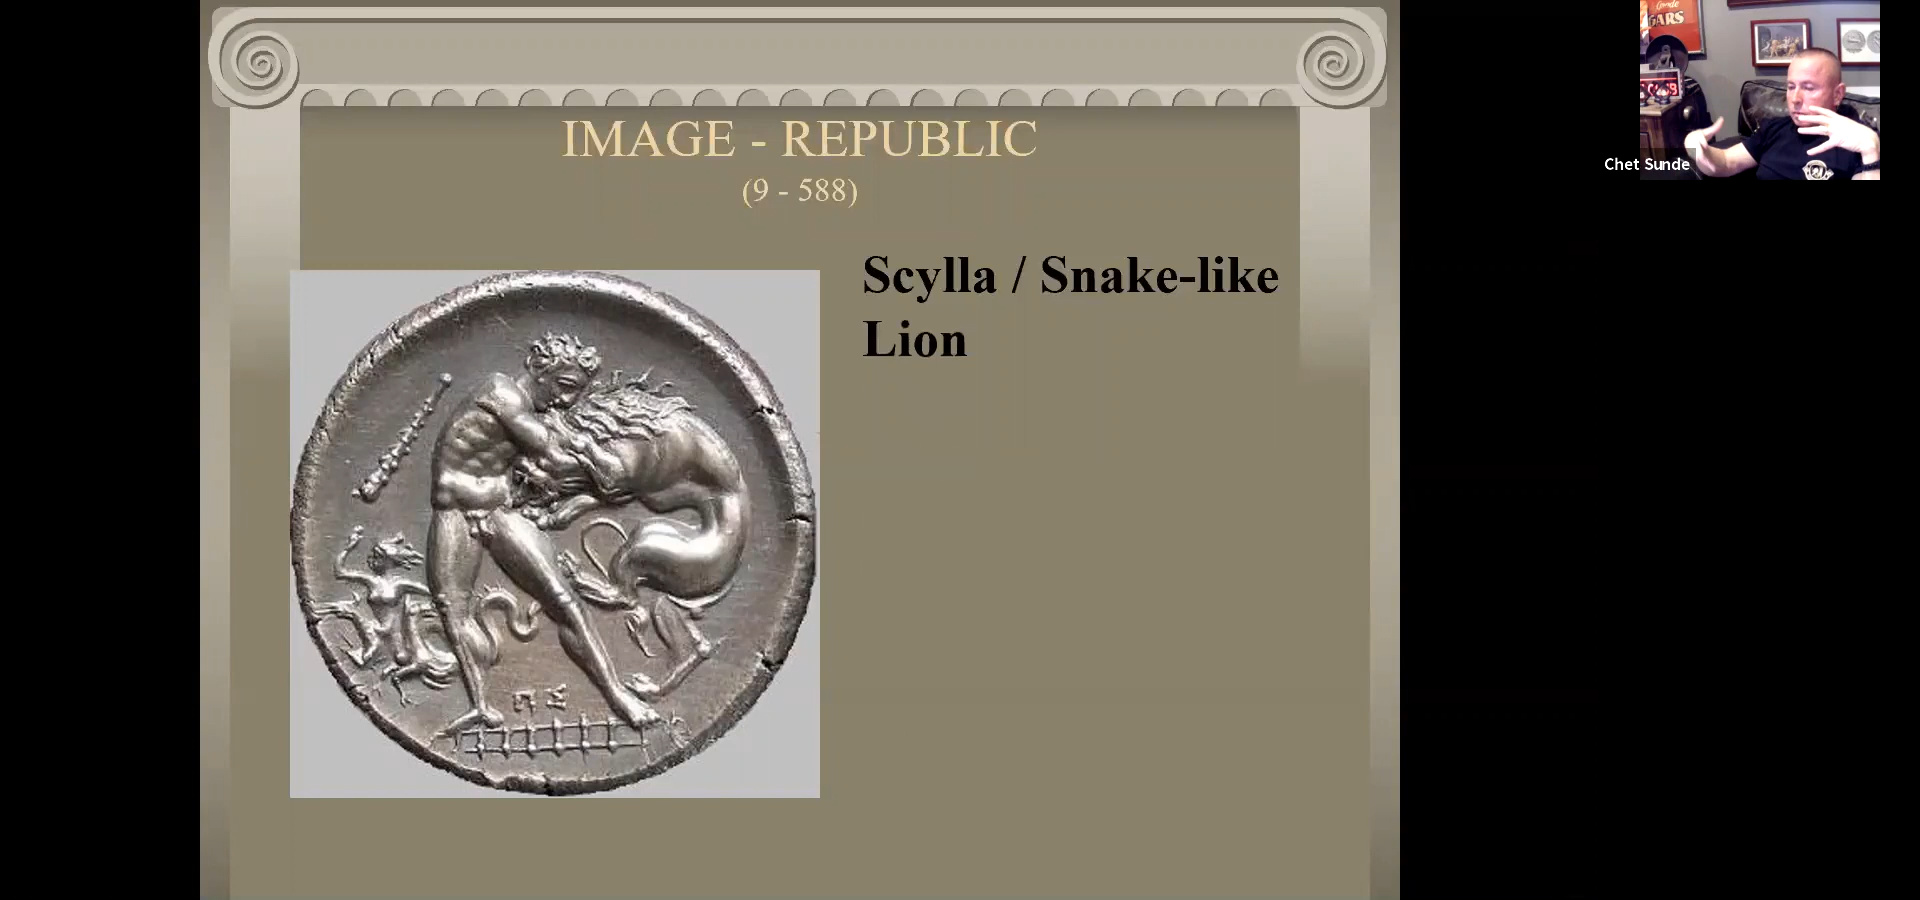 IMAGE - REPUBLIC
(9 - 588)
Scylla / Snake-like
Lion
ΠΣ
Chet Sunde